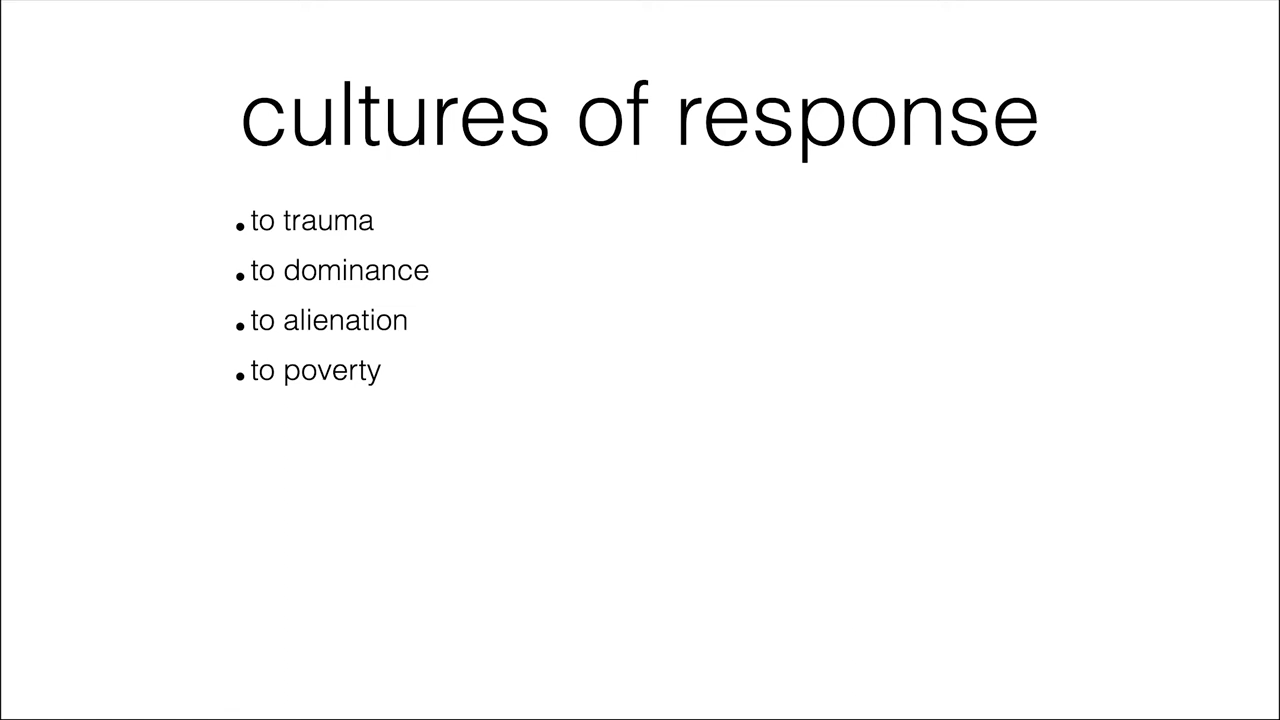 cultures of response
• to trauma
• to dominance
• to alienation
• to poverty